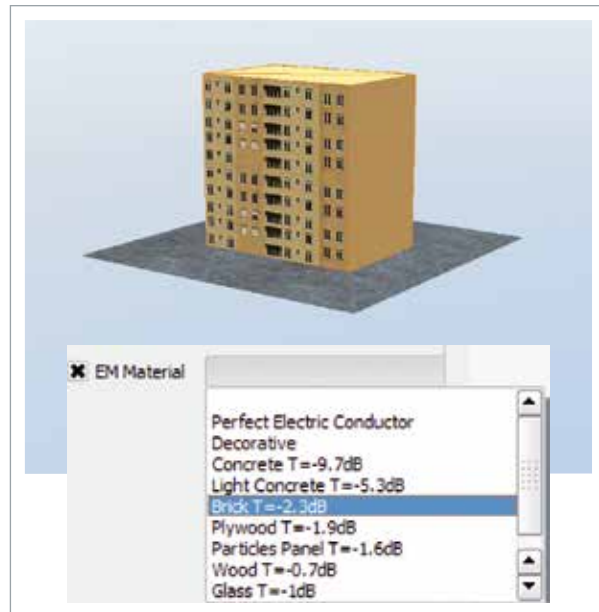 EM Material
Perfect Electric Conductor
Decorative
Concrete T=-9.7dB
Light Concrete T=-5.3dB
Brick T=-2.3dB
Plywood T=-1.9dB
Particles Panel T=-1.6dB
Wood T=-0.7dB
Glass T=-1dB